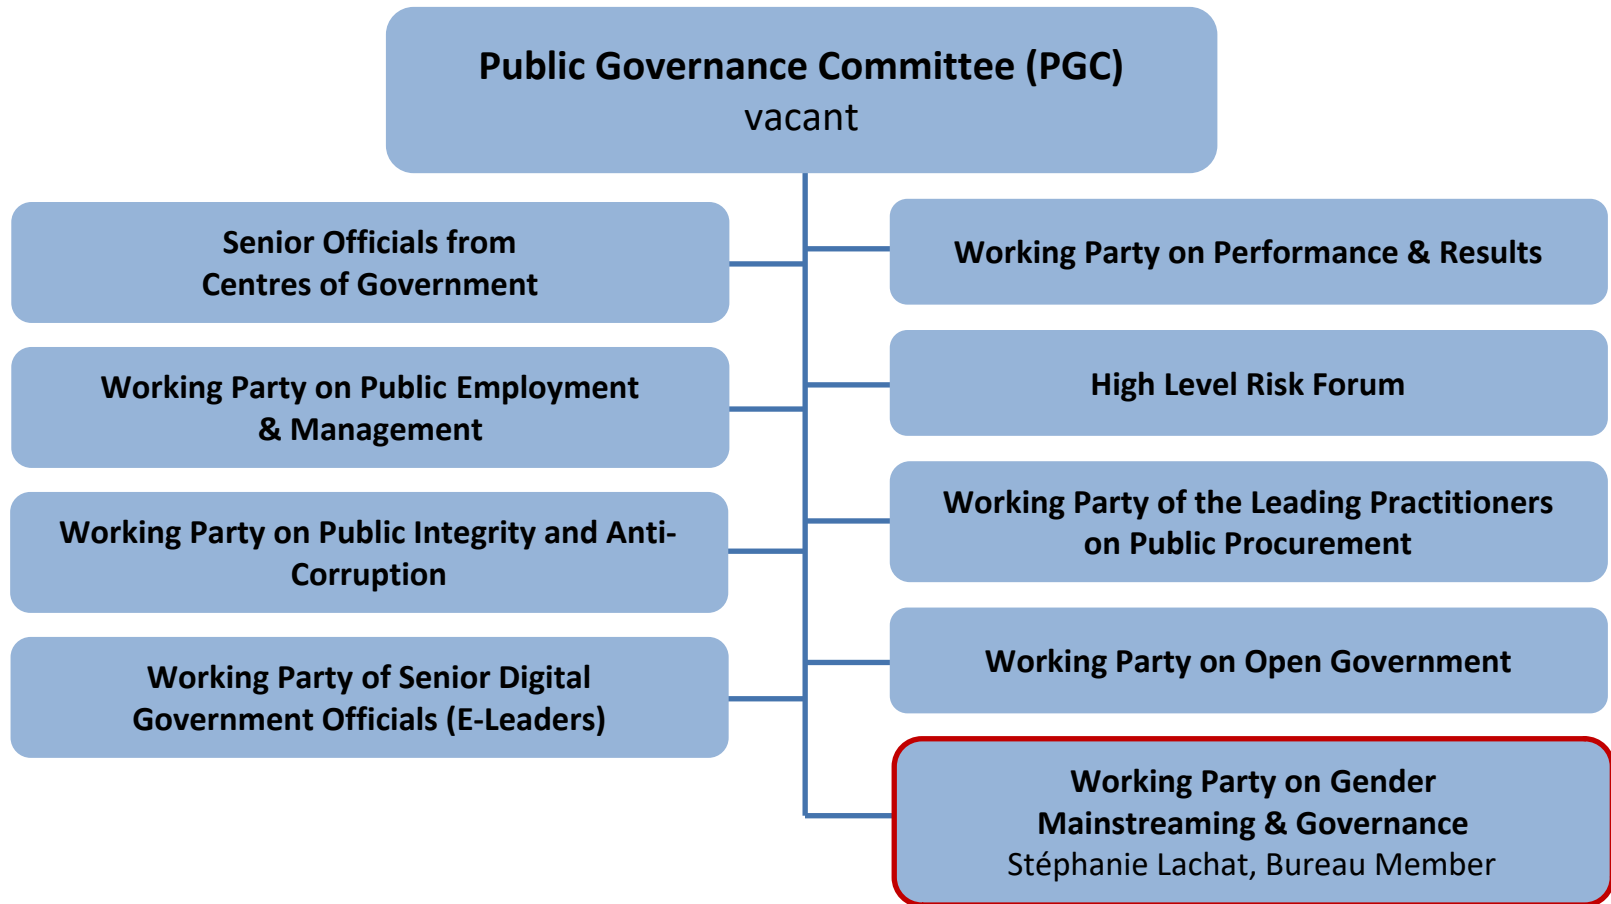 Public Governance Committee (PGC)
vacant
Senior Officials from
Centres of Government
Working Party on Public Employment
& Management
Working Party on Public Integrity and Anti-
Corruption
Working Party of Senior Digital
Government Officials (E-Leaders)
Working Party on Performance & Results
High Level Risk Forum
Working Party of the Leading Practitioners
on Public Procurement
Working Party on Open Government
Working Party on Gender
Mainstreaming & Governance
Stéphanie Lachat, Bureau Member